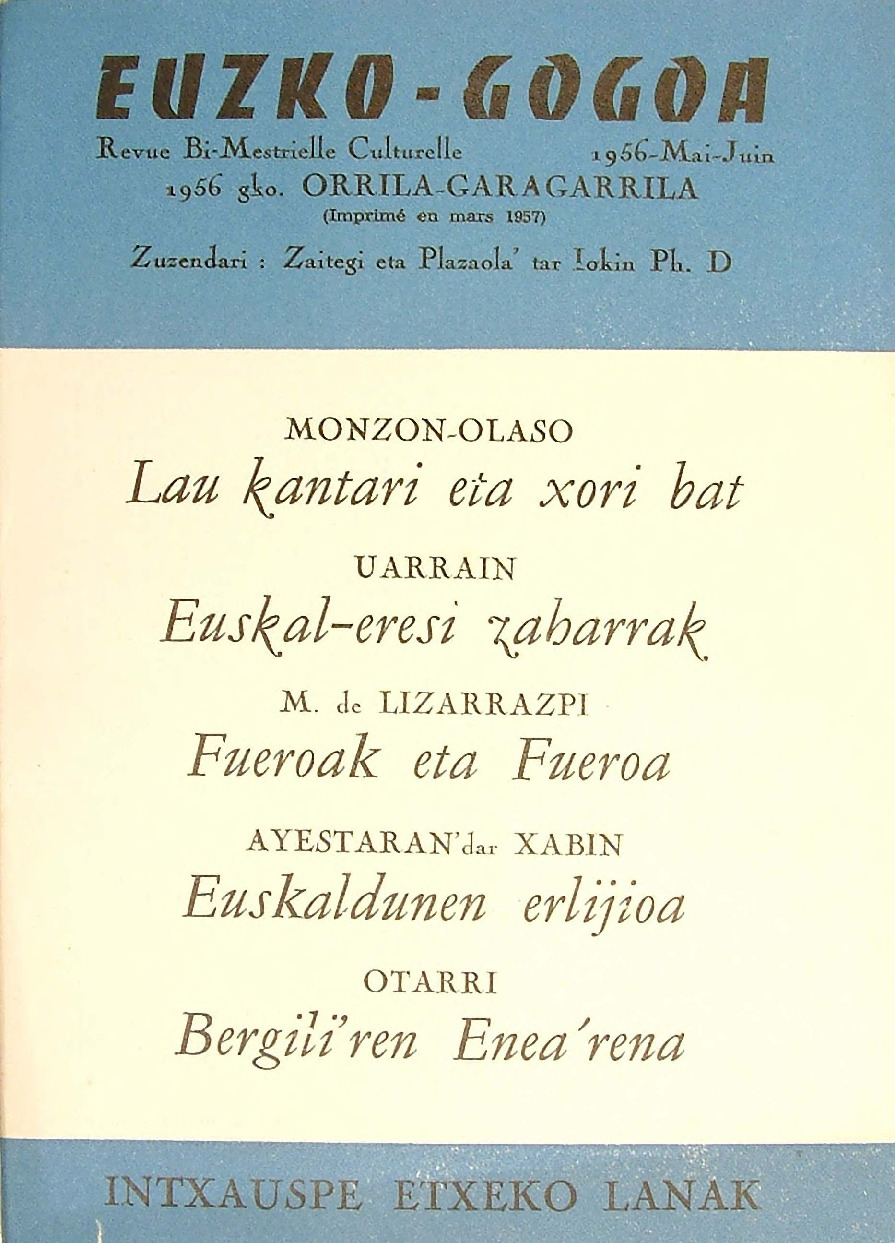 EUZKO-GOGOA
Revue Bi-Mestrielle Culturelle 1956-Mai-Juin
1956 gko. ORRILA-GARAGARRILA
(Imprimé en mars 1957)
Zuzendari : Zaitegi eta Plazaola' tar Iokin Ph. D
MONZON-OLASO
Lau kantari eta xori bat
UARRAIN
Euskal-eresi zaharrak
M. de LIZARRAZPI
Fueroak eta Fueroa
AYESTARAN'dar XABIN
Euskaldunen erlijioa
OTARRI
Bergili'ren Enea'rena
INTXAUSPE ETXEKO LANAK